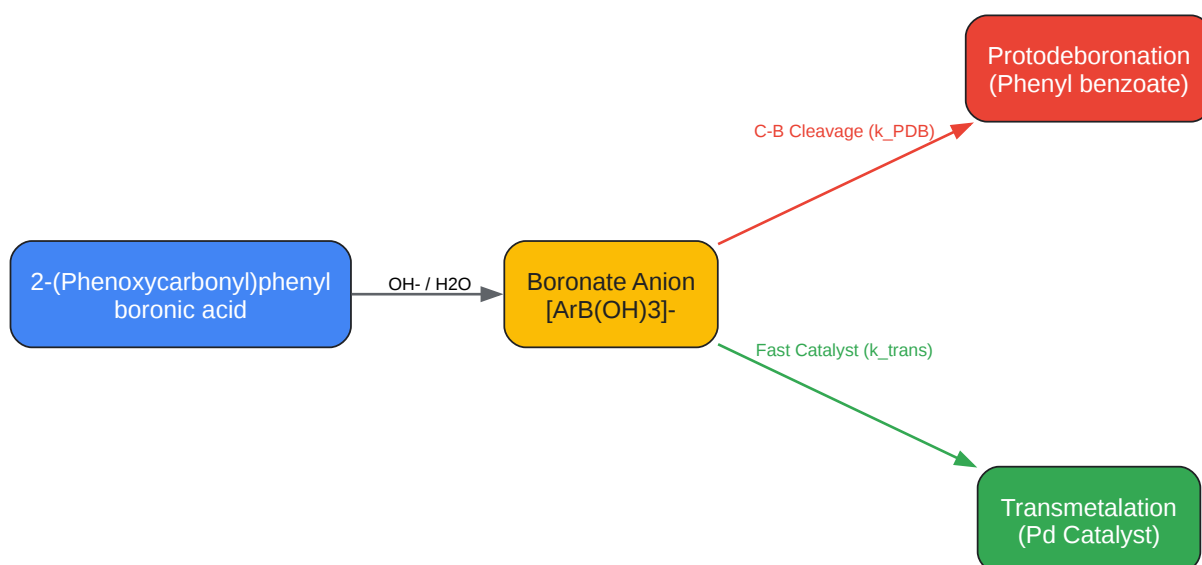 Protodeboronation
(Phenyl benzoate)
C-B Cleavage (k_PDB)
2-(Phenoxycarbonyl)phenyl
boronic acid
OH- / H2O
Boronate Anion
[ArB(OH)3]-
Fast Catalyst (k_trans)
Transmetalation
(Pd Catalyst)